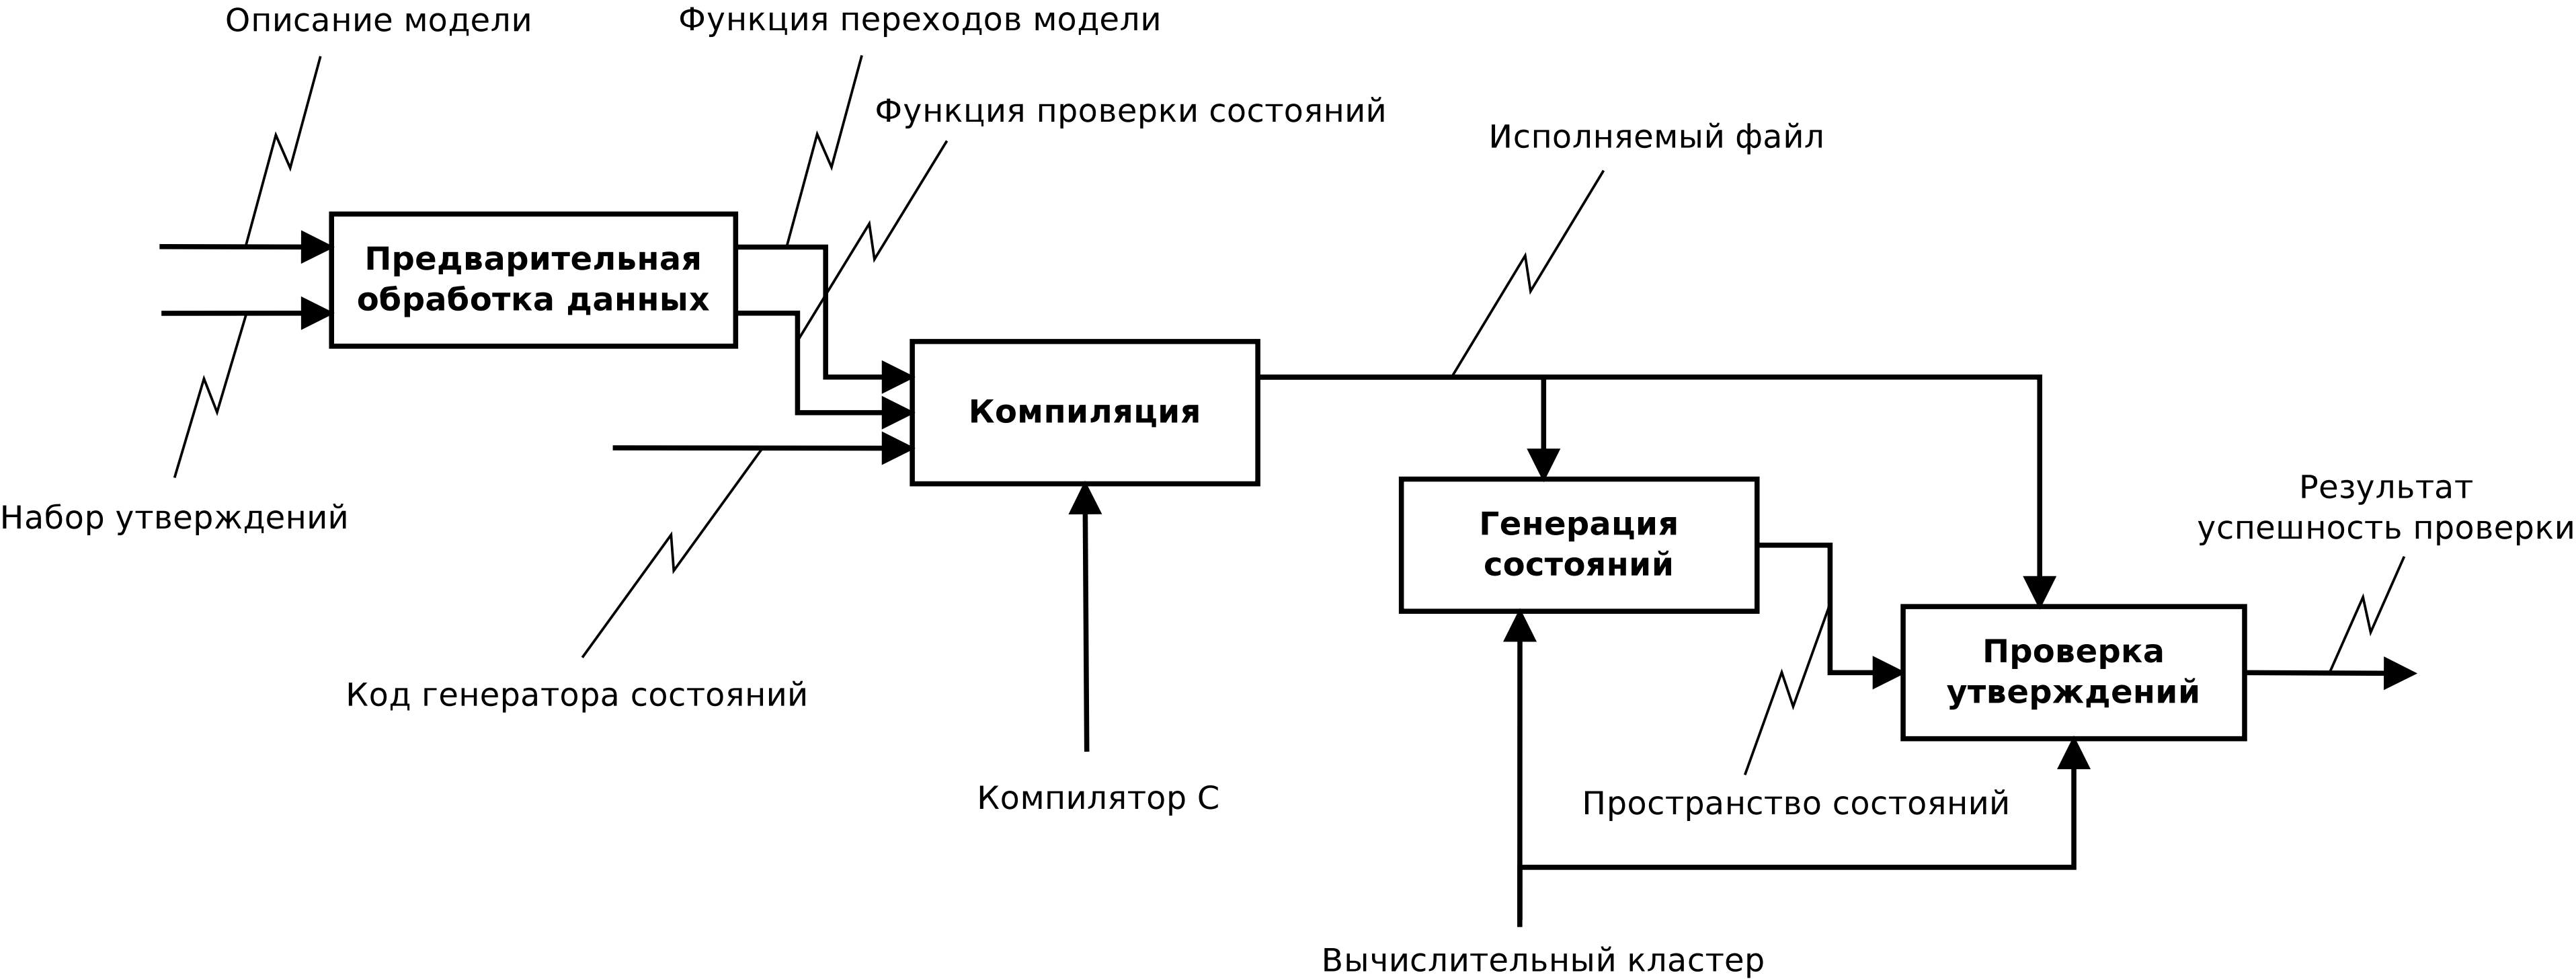 Описание модели
Функция переходов модели
Функция проверки состояний
Исполняемый файл
Предварительная
обработка данных
Компиляция
Набор утверждений
Генерация
состояний
Результат
успешность проверки
Код генератора состояний
Проверка
утверждений
Компилятор C
Пространство состояний
Вычислительный кластер